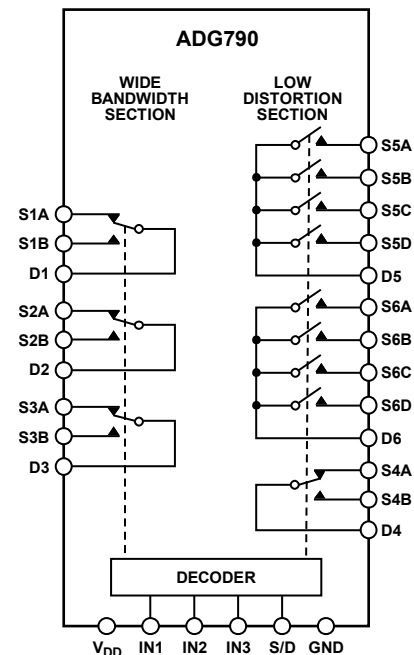 ADG790
WIDE
BANDWIDTH
SECTION
LOW
DISTORTION
SECTION
S1A
S1B
D1
S2A
S2B
D2
S3A
S3B
D3
S5A
S5B
S5C
S5D
D5
S6A
S6B
S6C
S6D
D6
S4A
S4B
D4
DECODER
VDD IN1 IN2 IN3 S/D GND